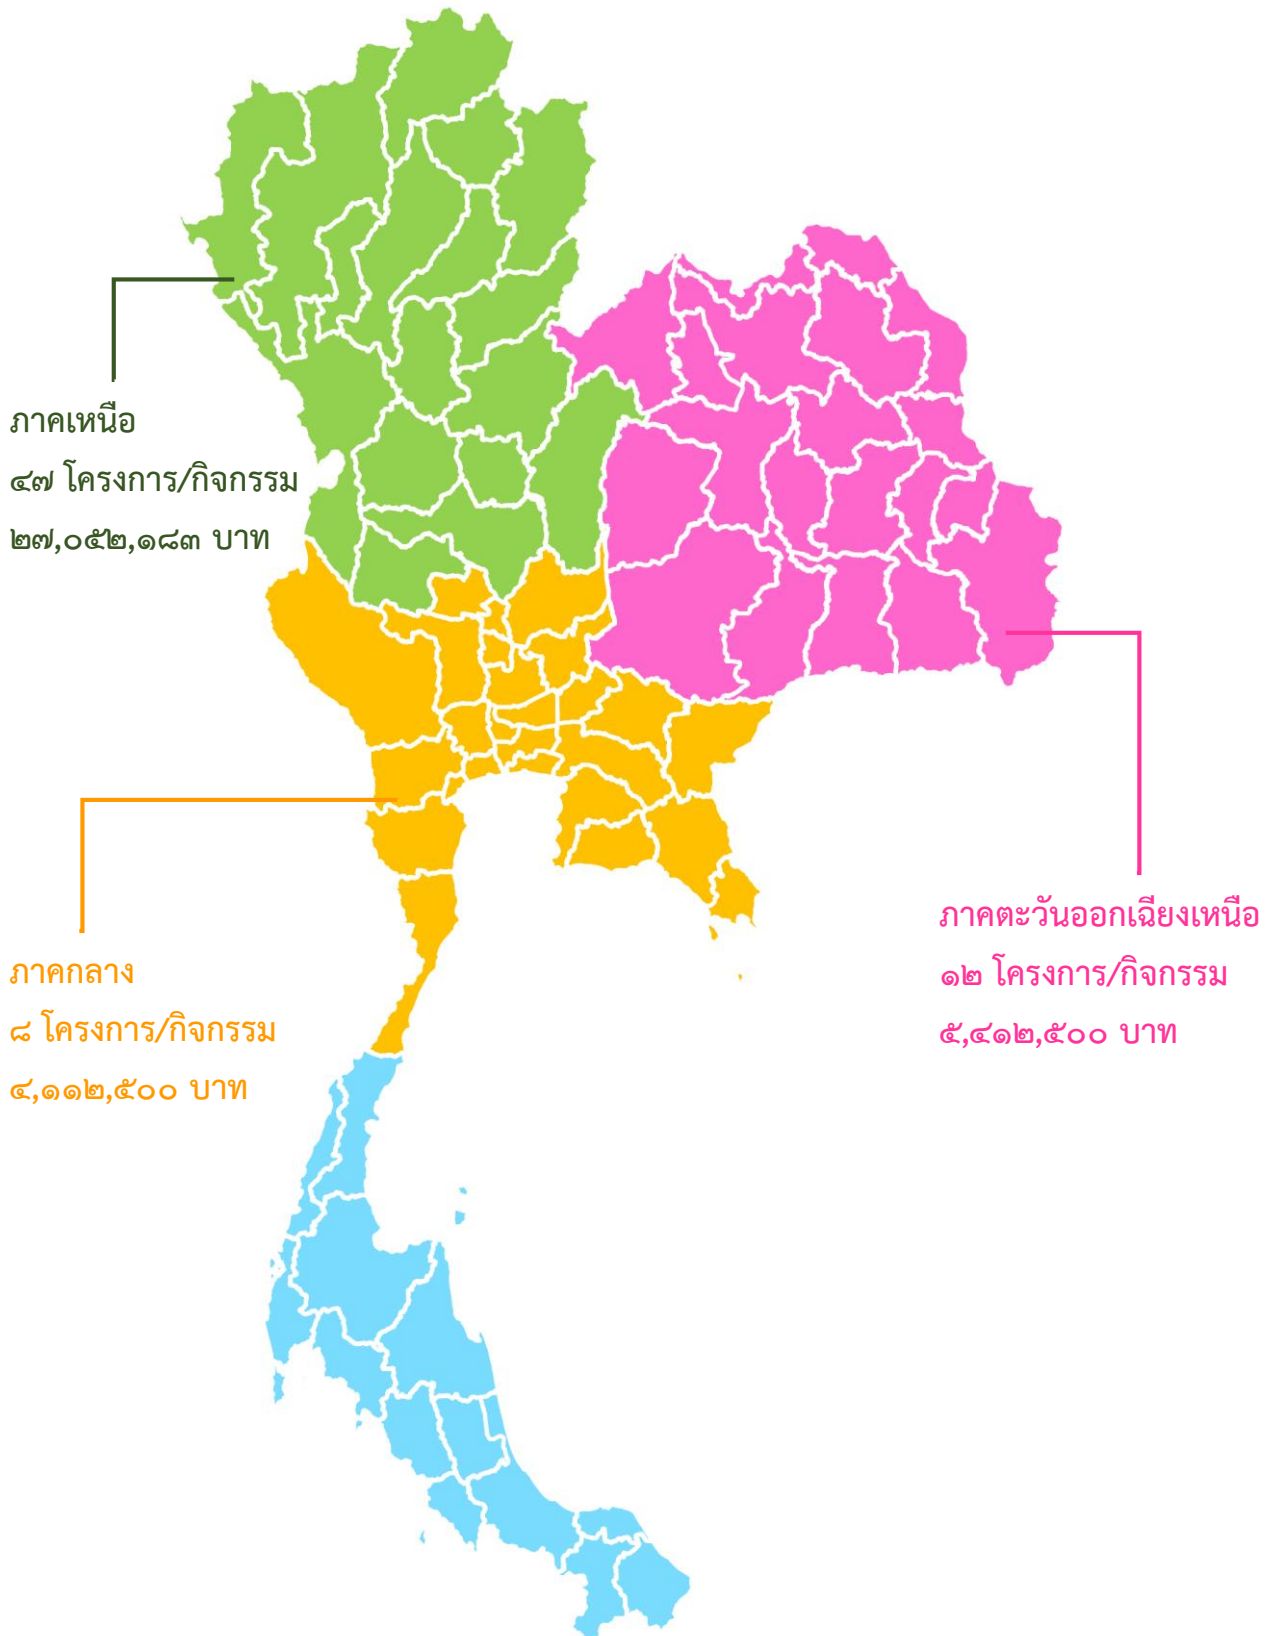 ภาคเหนือ
๔๗ โครงการ/กิจกรรม
๒๗,๐๕๒,๑๘๓ บาท
ภาคตะวันออกเฉียงเหนือ
๑๒ โครงการ/กิจกรรม
๕,๔๑๒,๕๐๐ บาท
ภาคกลาง
๘ โครงการ/กิจกรรม
๔,๑๑๒,๕๐๐ บาท